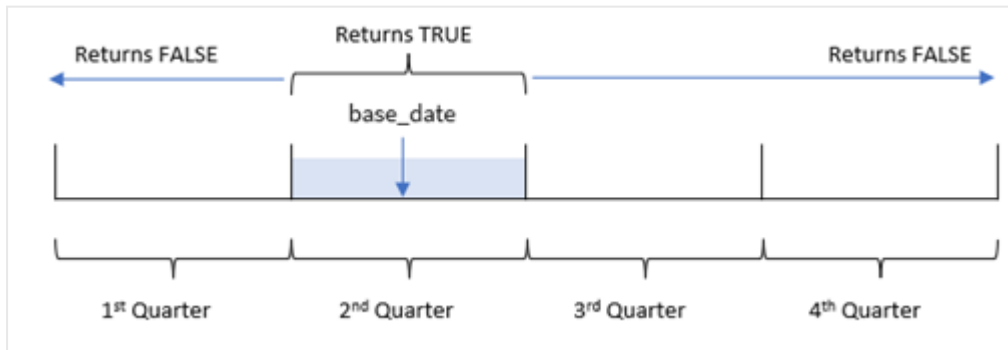 Returns TRUE
Returns FALSE
Returns FALSE
base_date
1st Quarter
2nd Quarter
3rd Quarter
4th Quarter